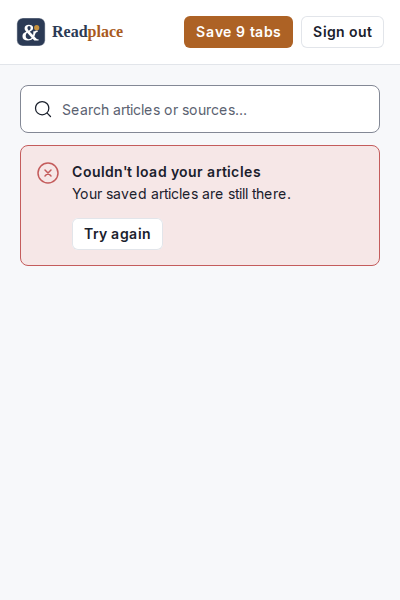 & Readplace
Save 9 tabs
Sign out
Search articles or sources...
Couldn't load your articles
Your saved articles are still there.
Try again